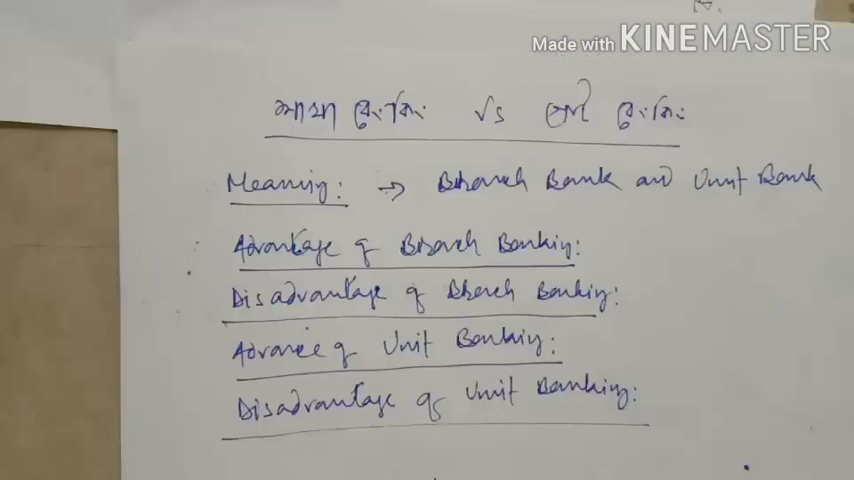 Made with KINEMASTER
শাখা বেংকিং Vs গোট বেংকিং
Meaning: → Branch Bank and Unit Bank
Advantage of Branch Banking:
Disadvantage of Branch Banking:
Advance of Unit Banking:
Disadvantage of Unit Banking: